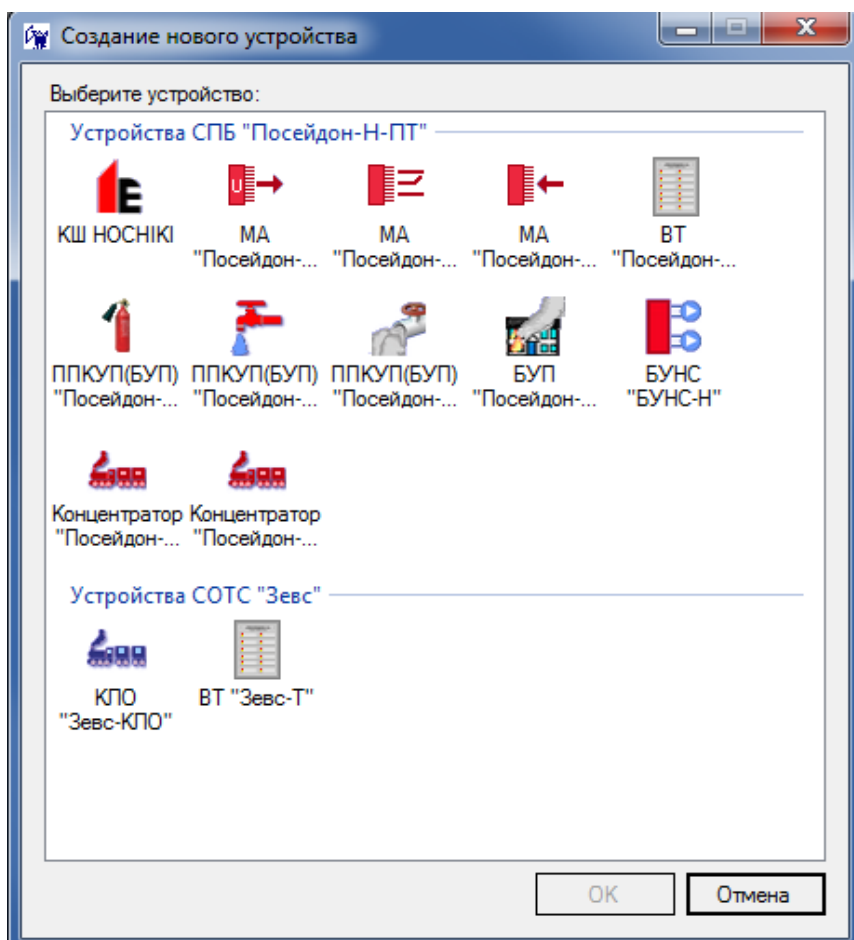 Создание нового устройства
Выберите устройство:
Устройства СПБ "Посейдон-Н-ПТ"
КШ HOCHIKI МА МА МА ВТ
"Посейдон-... "Посейдон-... "Посейдон-... "Посейдон-...
ППКУП(БУП) ППКУП(БУП) ППКУП(БУП) БУП БУНС
"Посейдон-... "Посейдон-... "Посейдон-... "Посейдон-... "БУНС-Н"
Концентратор Концентратор
"Посейдон-... "Посейдон-...
Устройства СОТС "Зевс"
КЛО ВТ "Зевс-Т"
"Зевс-КЛО"
OK Отмена